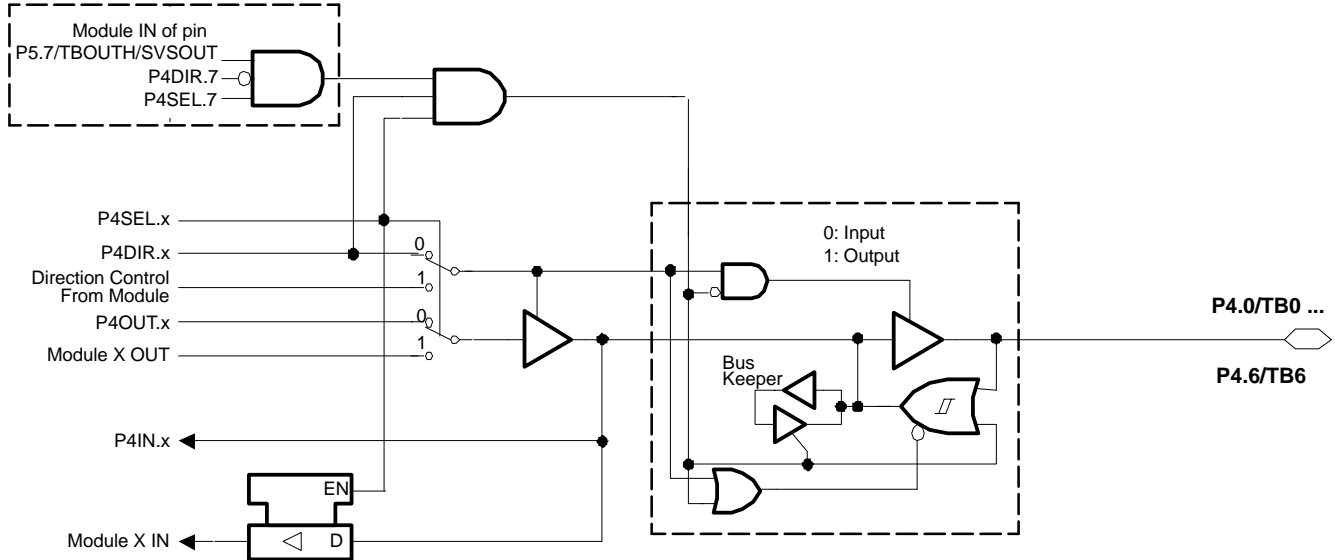 Module IN of pin
P5.7/TBOUTH/SVSOUT
P4DIR.7
P4SEL.7
P4SEL.x
P4DIR.x
0
Direction Control
From Module
1
P4OUT.x
0
Module X OUT
1
0: Input
1: Output
P4.0/TB0 ...
P4.6/TB6
Bus
Keeper
P4IN.x
EN
Module X IN
D